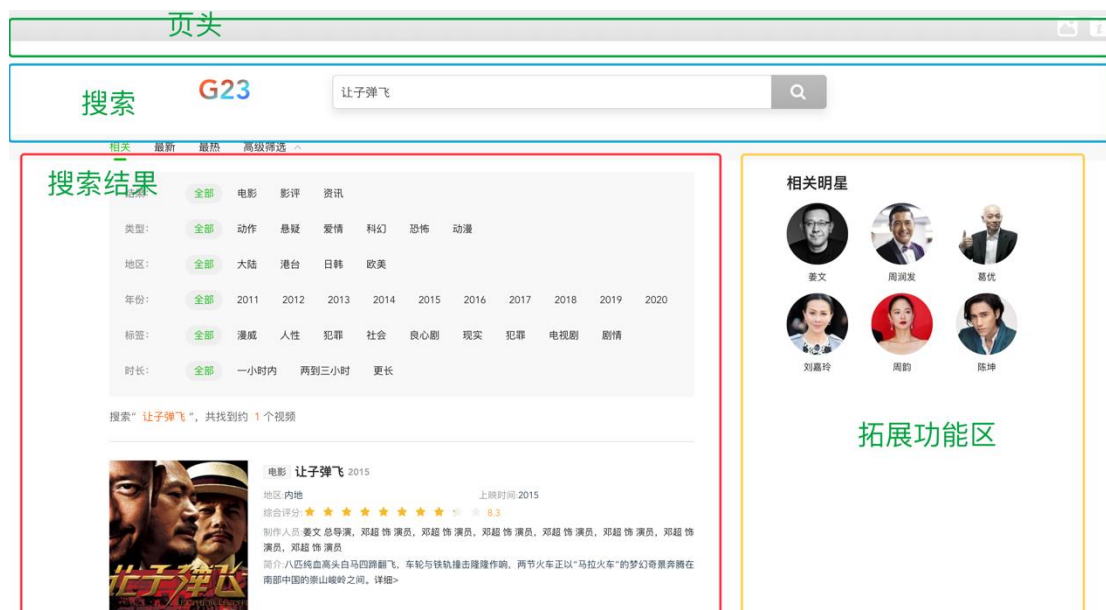 页头
搜索
G23
让子弹飞
相关 最新 最热 高级筛选
搜索结果
全部 电影 影评 资讯
类型: 全部 动作 悬疑 爱情 科幻 恐怖 动漫
地区: 全部 大陆 港台 日韩 欧美
年份: 全部 2011 2012 2013 2014 2015 2016 2017 2018 2019 2020
标签: 全部 漫威 人性 犯罪 社会 良心剧 现实 犯罪 电视剧 剧情
时长: 全部 一小时内 两到三小时 更长
搜索“ 让子弹飞 ”，共找到约 1 个视频
电影 让子弹飞 2015
地区:内地 上映时间:2015
综合评分: 8.3
制作人员:姜文 总导演，邓超 饰 演员，邓超 饰 演员，邓超 饰 演员，邓超 饰 演员，邓超 饰 演员，邓超 饰
演员，邓超 饰 演员
简介:八匹纯血高头白马四蹄翻飞，车轮与铁轨撞击隆隆作响，两节火车正以“马拉火车”的梦幻奇景奔腾在
南部中国的崇山峻岭之间。详细>
让子弹飞
相关明星
姜文 周润发 葛优
刘嘉玲 周韵 陈坤
拓展功能区